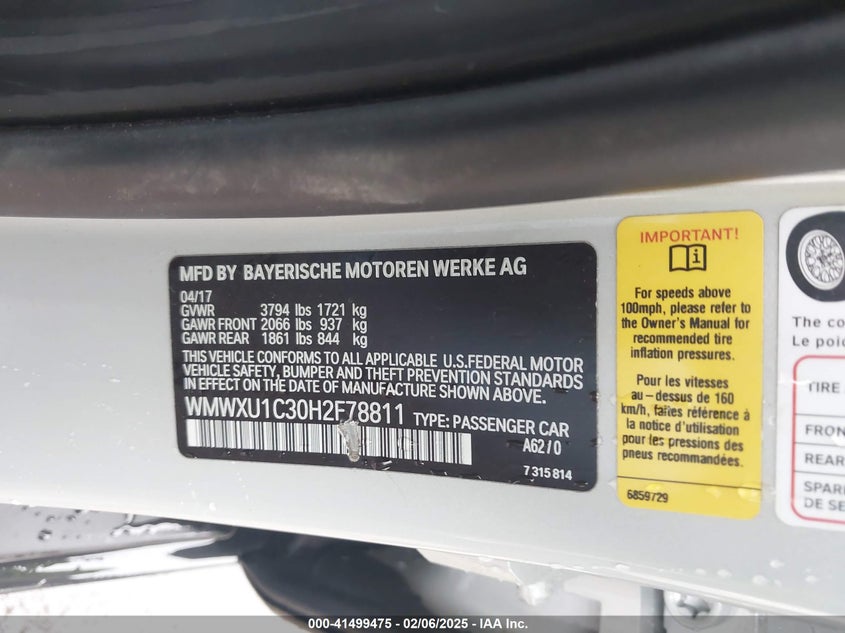 MFD BY BAYERISCHE MOTOREN WERKE AG
04/17
GVWR 3794 lbs 1721 kg
GAWR FRONT 2066 lbs 937 kg
GAWR REAR 1861 lbs 844 kg
THIS VEHICLE CONFORMS TO ALL APPLICABLE U.S.FEDERAL MOTOR
VEHICLE SAFETY, BUMPER AND THEFT PREVENTION STANDARDS
IN EFFECT ON THE DATE OF MANUFACTURE SHOWN ABOVE.
WMWXU1C30H2F78811 TYPE: PASSENGER CAR
A62/0
7 315 814
IMPORTANT!
For speeds above
100mph, please refer to
the Owner's Manual for
recommended tire
inflation pressures.
Pour les vitesses
au-dessus de 160
km/h, faites référence à
la notice d'utilisation
pour les pressions des
pneus recommandées.
6859729
The co
Le poi
TIRE
FRON
REAR
SPAR
DE SE
000-41499475 - 02/06/2025 - IAA Inc.